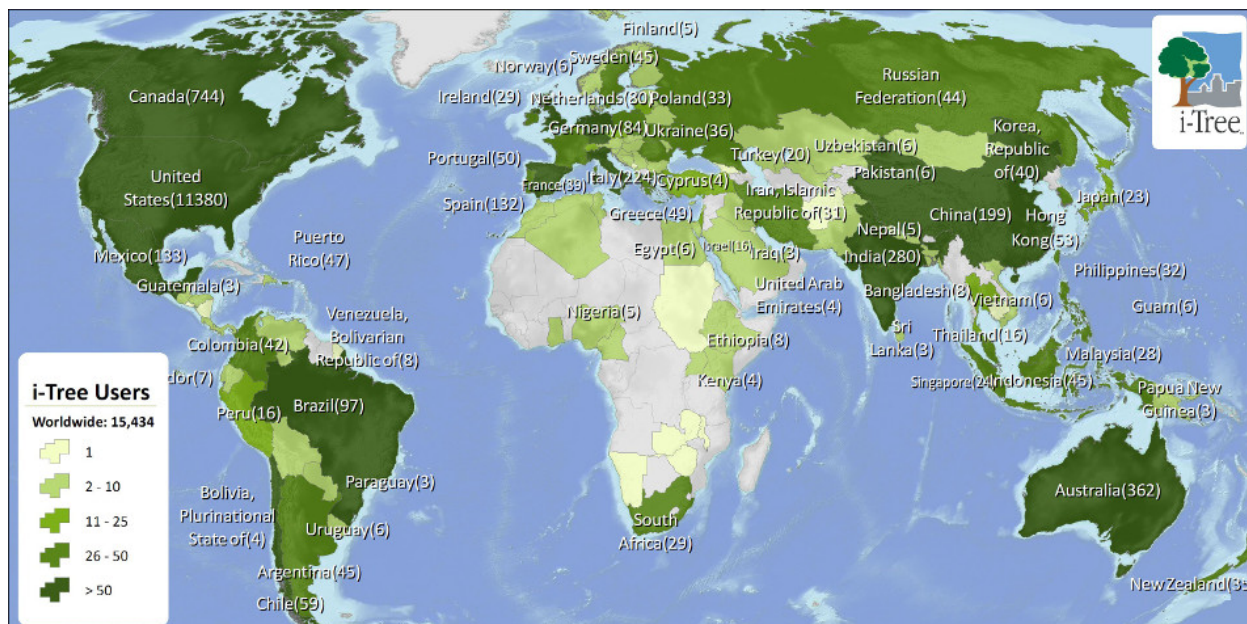 Finland(5)
Sweden(45)
Norway(6)
Ireland(29)
Netherlands(80)
Poland(33)
Russian
Federation(44)
i-Tree
Canada(744)
Germany(84)
Ukraine(36)
Korea,
Republic
of(40)
Uzbekistan(6)
Turkey(20)
Pakistan(6)
Portugal(50)
France(39)
Italy(224)
Cyprus(4)
Iran, Islamic
Republic of(31)
Japan(23)
United
States(11380)
Spain(132)
Greece(49)
China(199)
Hong
Kong(53)
Nepal(5)
Mexico(133)
Puerto
Rico(47)
Egypt(6)
Israel(16)
Iraq(3)
India(280)
Philippines(32)
Guatemala(3)
United Arab
Emirates(4)
Bangladesh(8)
Vietnam(6)
Guam(6)
Venezuela,
Bolivarian
Republic of(8)
Nigeria(5)
Ethiopia(8)
Sri
Lanka(3)
Thailand(16)
Colombia(42)
Malaysia(28)
Kenya(4)
Singapore(24)
Indonesia(45)
Papua New
Guinea(3)
Peru(16)
Brazil(97)
Bolivia,
Plurinational
State of(4)
Paraguay(3)
Australia(362)
Uruguay(6)
South
Africa(29)
Argentina(45)
Chile(59)
New Zealand
i-Tree Users
Worldwide: 15,434
1
2 - 10
11 - 25
26 - 50
> 50